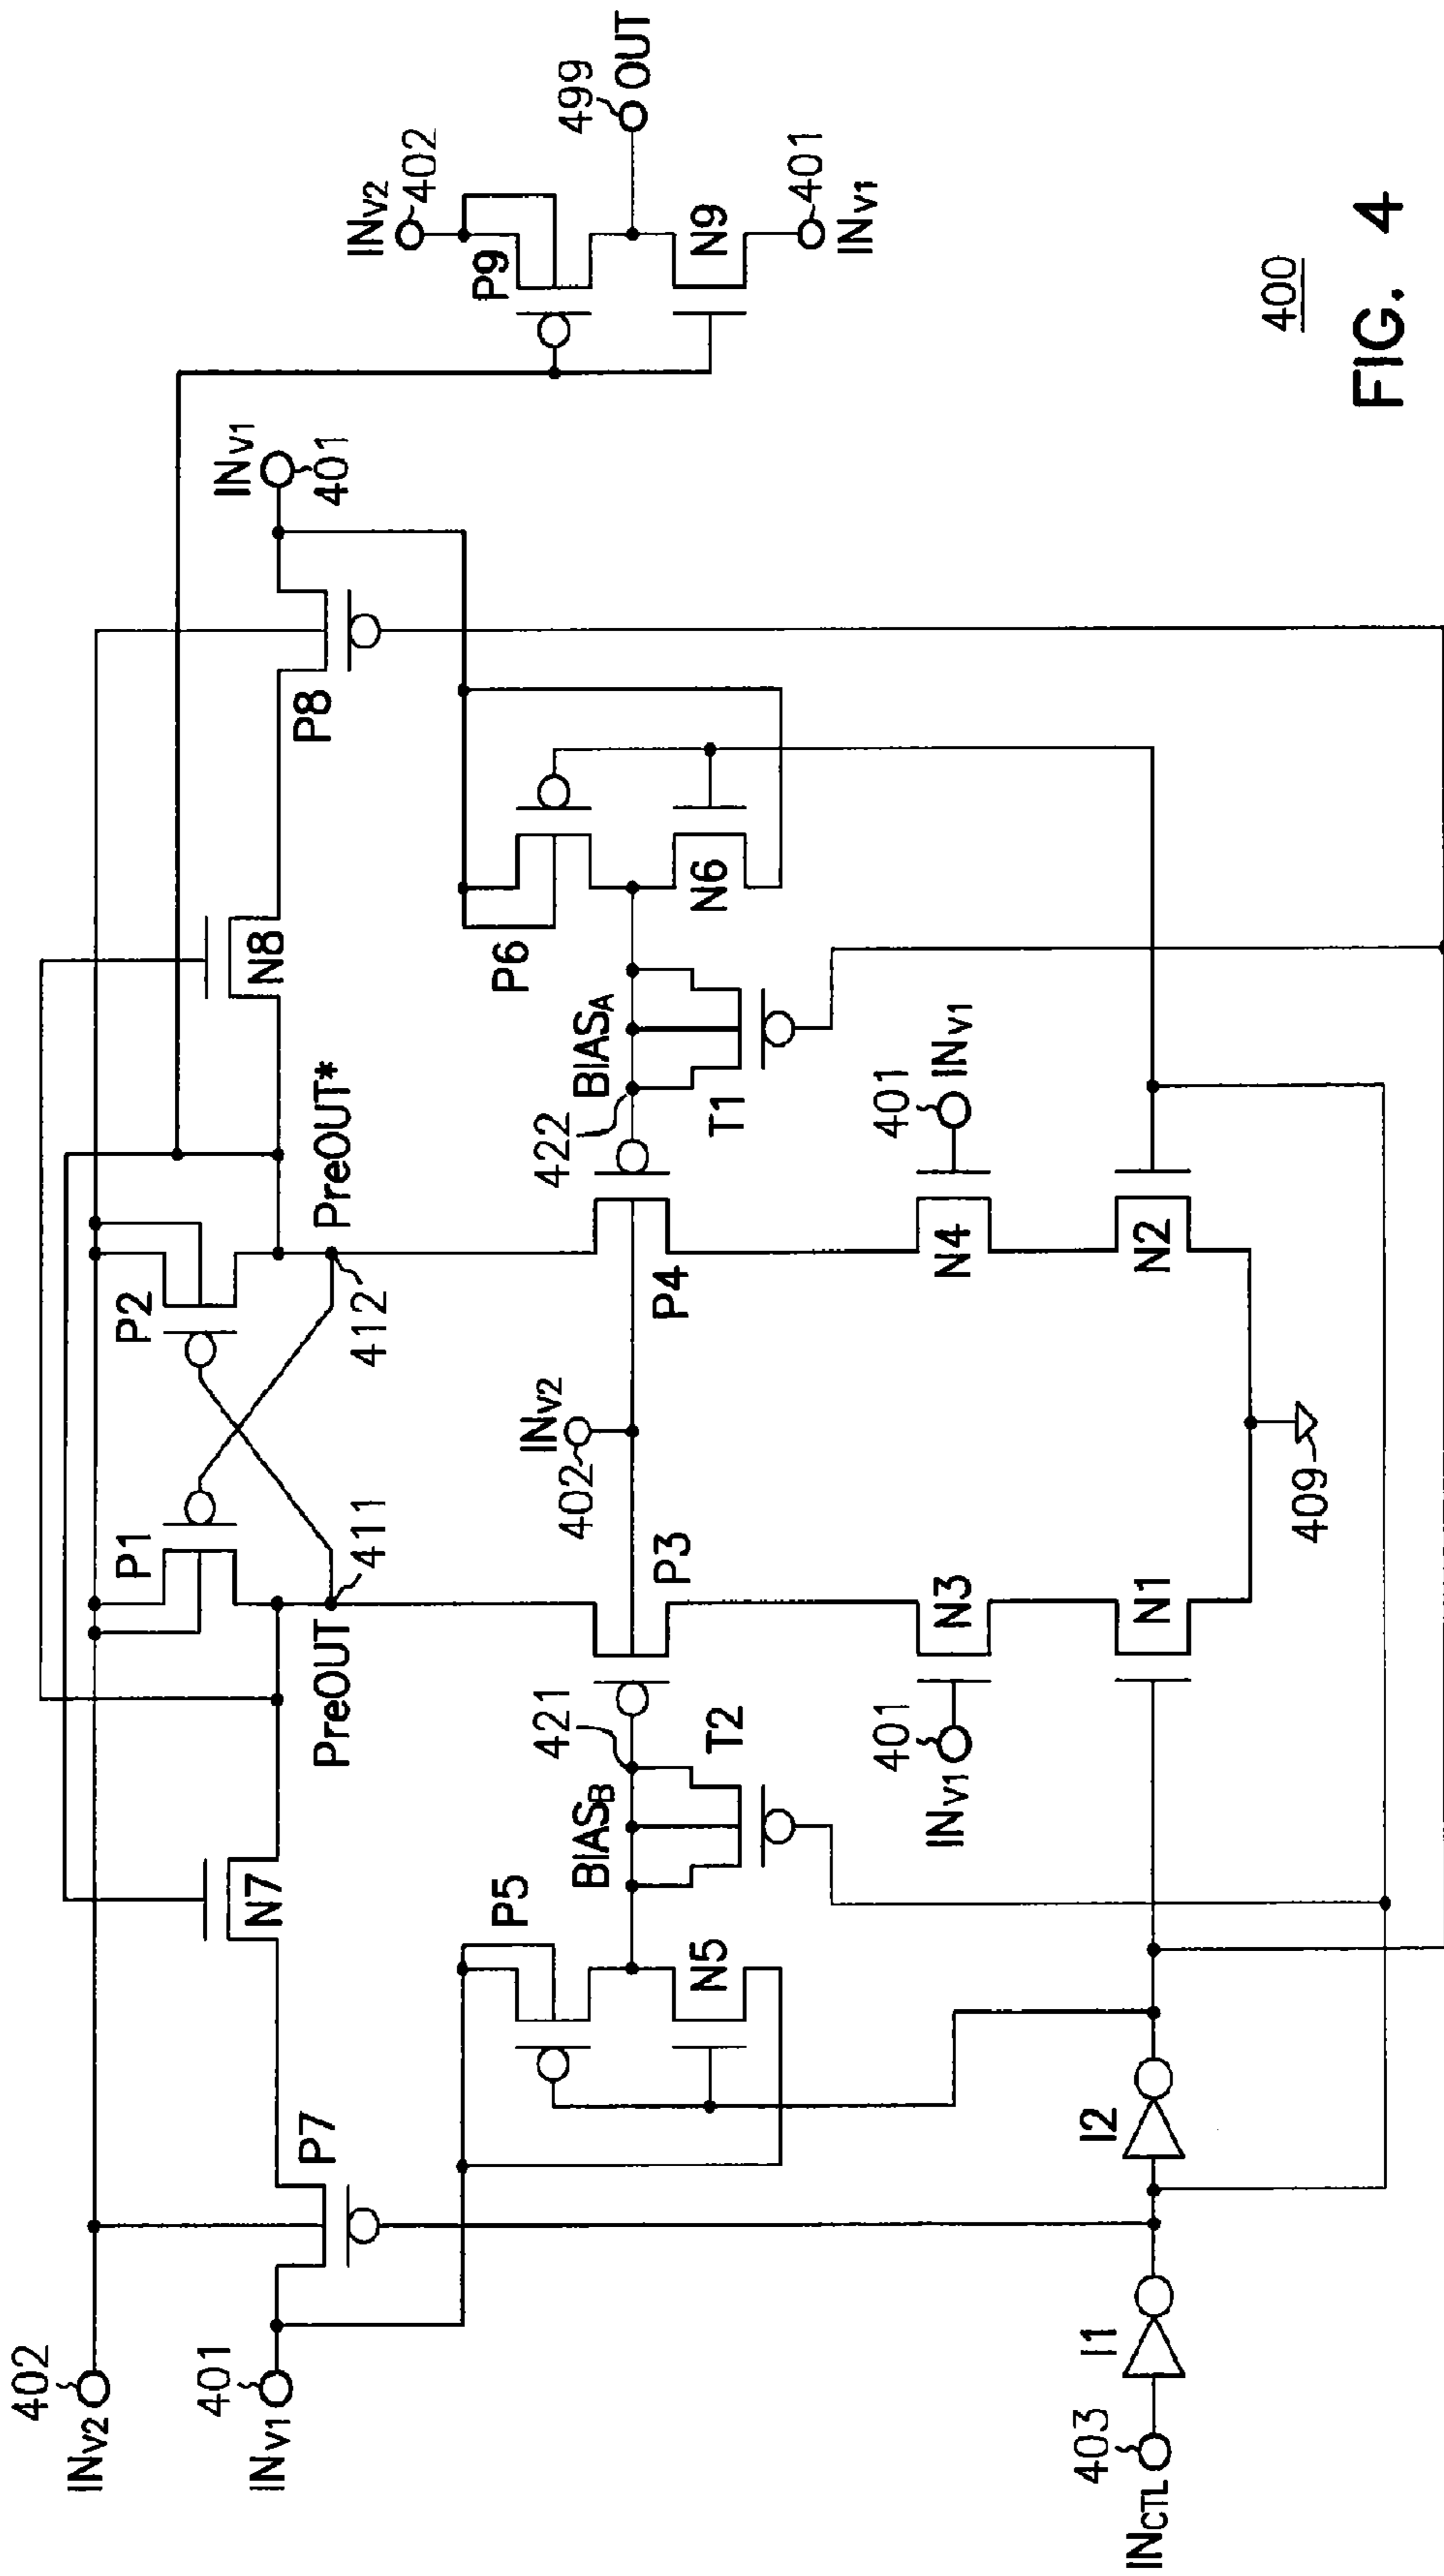 402
INV2
401
INV1
P7
N7
P1
P2
N8
P8
INV1
401
INV2
402
P9
N9
499
OUT
401
INV1
PreOUT
411
412
PreOUT*
P5
N5
BIASB
421
T2
P3
INV2
402
P4
422
BIASA
T1
P6
N6
401
INV1
N3
N4
401
INV1
403
INCTL
I1
I2
N1
N2
409
400
FIG. 4